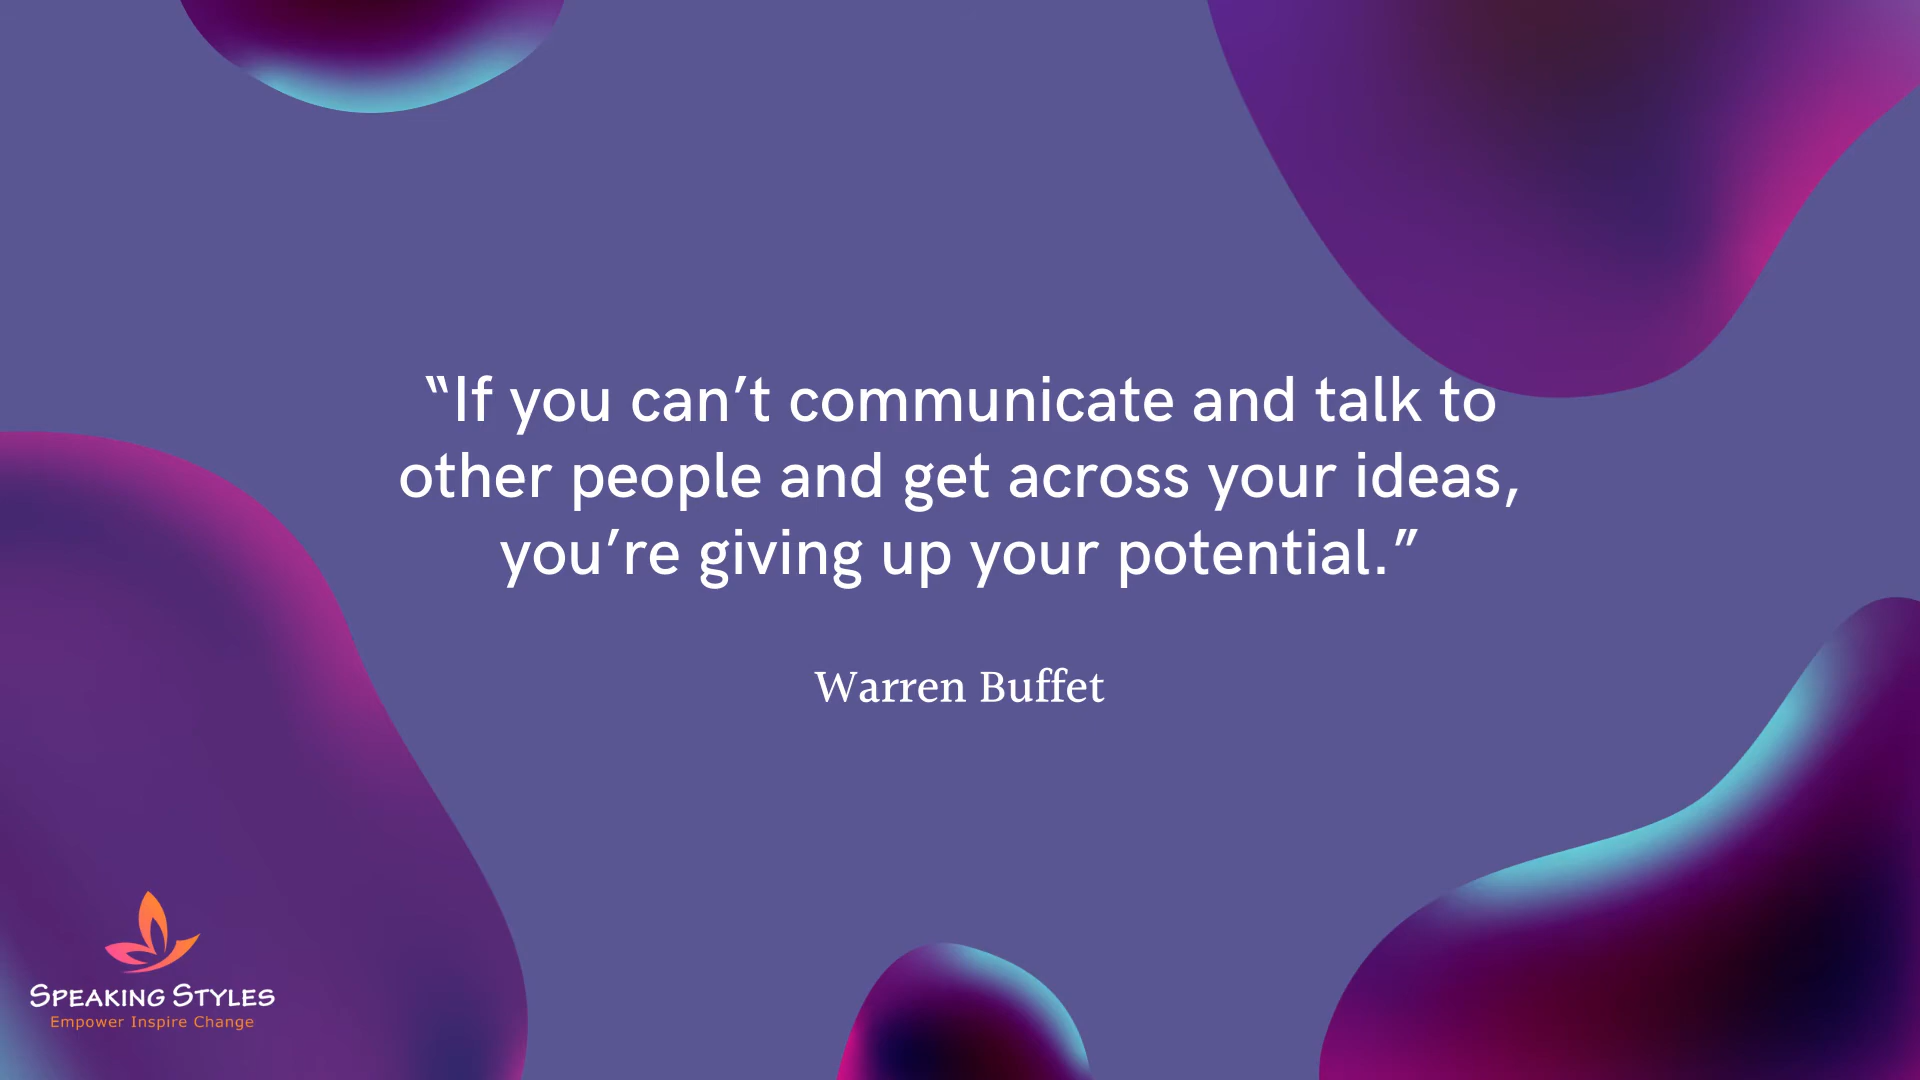 “If you can’t communicate and talk to
other people and get across your ideas,
you’re giving up your potential.”
Warren Buffet
SPEAKING STYLES
Empower Inspire Change